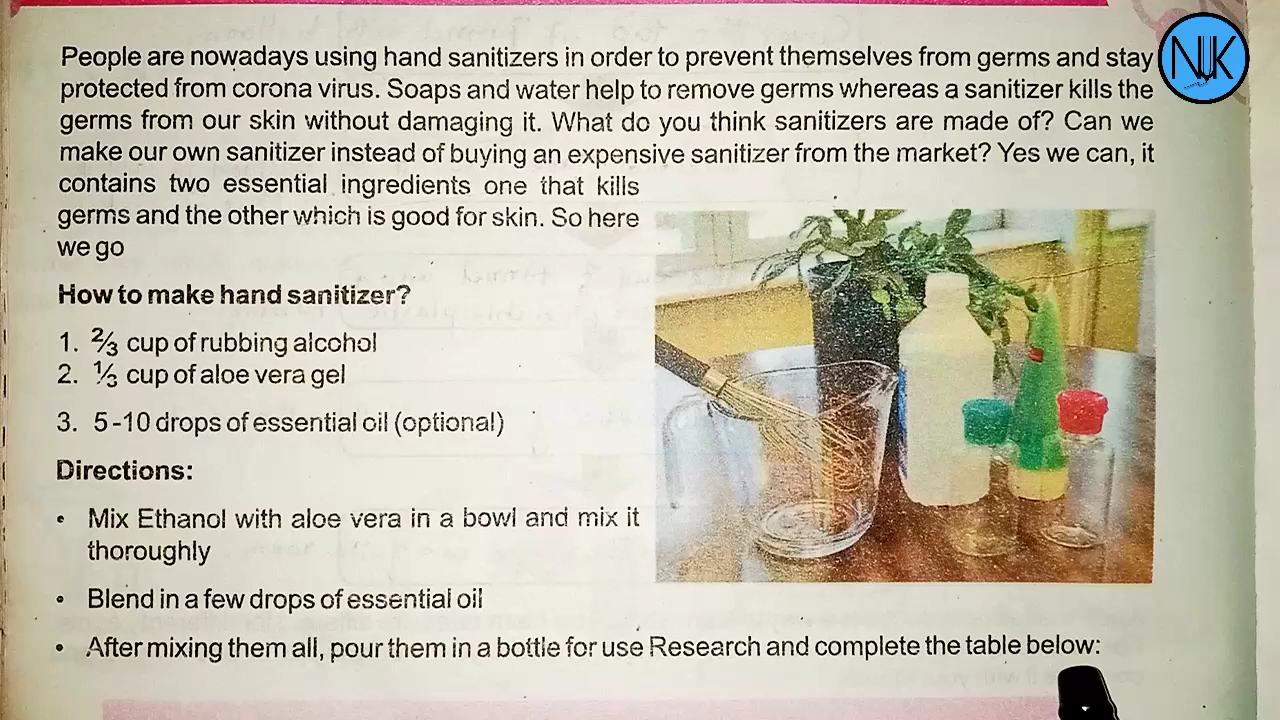 People are nowadays using hand sanitizers in order to prevent themselves from germs and stay
protected from corona virus. Soaps and water help to remove germs whereas a sanitizer kills the
germs from our skin without damaging it. What do you think sanitizers are made of? Can we
make our own sanitizer instead of buying an expensive sanitizer from the market? Yes we can, it
contains two essential ingredients one that kills
germs and the other which is good for skin. So here
we go
How to make hand sanitizer?
1. ⅔ cup of rubbing alcohol
2. ⅓ cup of aloe vera gel
3. 5-10 drops of essential oil (optional)
Directions:
• Mix Ethanol with aloe vera in a bowl and mix it
thoroughly
• Blend in a few drops of essential oil
• After mixing them all, pour them in a bottle for use Research and complete the table below:
NJK